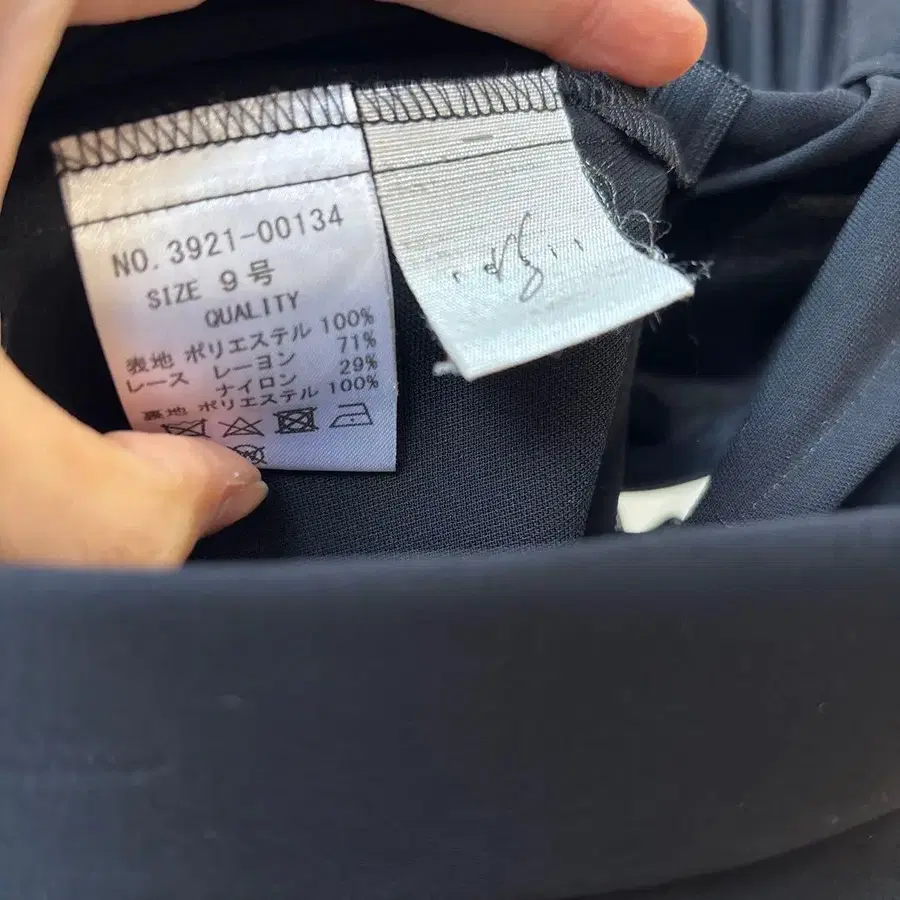 NO. 3921-00134
SIZE 9号
QUALITY
表地 ポリエステル 100%
レース レーヨン 71%
ナイロン 29%
裏地 ポリエステル 100%